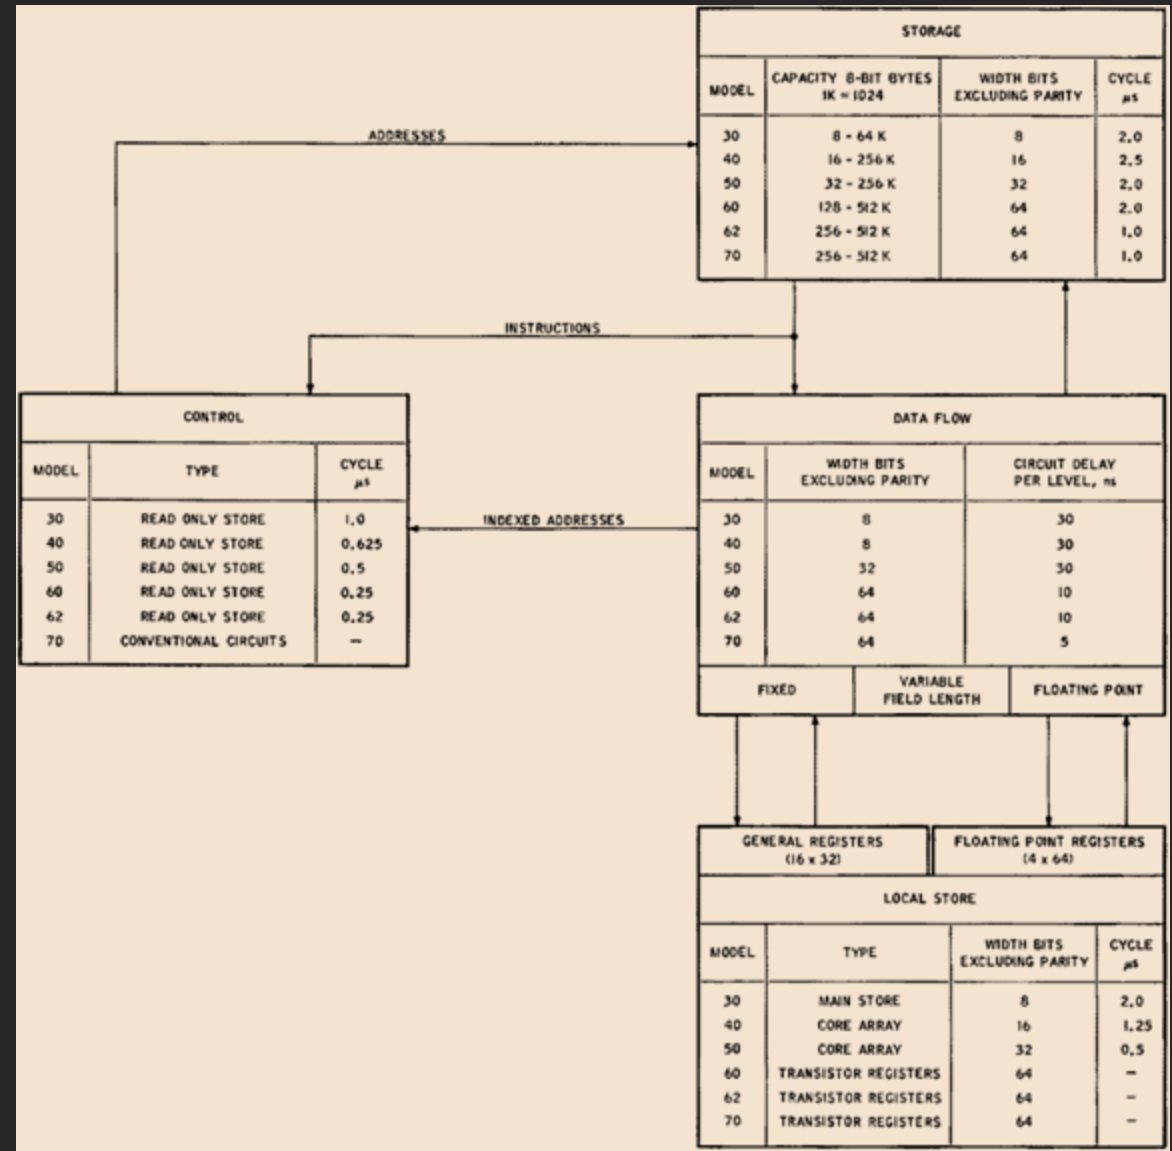 STORAGE
MODEL CAPACITY 8-BIT BYTES 1K = 1024 WIDTH BITS EXCLUDING PARITY CYCLE µs
30 8 - 64 K 8 2.0
40 16 - 256 K 16 2.5
50 32 - 256 K 32 2.0
60 128 - 512 K 64 2.0
62 256 - 512 K 64 1.0
70 256 - 512 K 64 1.0
ADDRESSES
INSTRUCTIONS
CONTROL
MODEL TYPE CYCLE µs
30 READ ONLY STORE 1.0
40 READ ONLY STORE 0.625
50 READ ONLY STORE 0.5
60 READ ONLY STORE 0.25
62 READ ONLY STORE 0.25
70 CONVENTIONAL CIRCUITS –
INDEXED ADDRESSES
DATA FLOW
MODEL WIDTH BITS EXCLUDING PARITY CIRCUIT DELAY PER LEVEL, ns
30 8 30
40 8 30
50 32 30
60 64 10
62 64 10
70 64 5
FIXED VARIABLE FIELD LENGTH FLOATING POINT
GENERAL REGISTERS (16 x 32)
FLOATING POINT REGISTERS (4 x 64)
LOCAL STORE
MODEL TYPE WIDTH BITS EXCLUDING PARITY CYCLE µs
30 MAIN STORE 8 2.0
40 CORE ARRAY 16 1.25
50 CORE ARRAY 32 0.5
60 TRANSISTOR REGISTERS 64 –
62 TRANSISTOR REGISTERS 64 –
70 TRANSISTOR REGISTERS 64 –